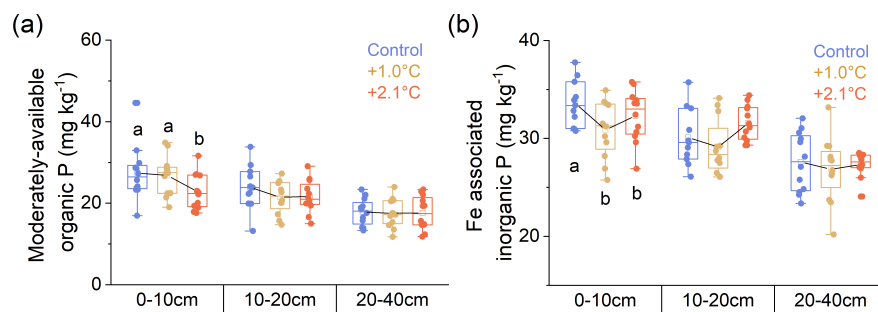 (a)
Moderately-available
organic P (mg kg⁻¹)
60
40
20
0
Control
+1.0°C
+2.1°C
a
a
b
0-10cm
10-20cm
20-40cm
(b)
Fe associated
inorganic P (mg kg⁻¹)
40
30
20
Control
+1.0°C
+2.1°C
a
b
b
0-10cm
10-20cm
20-40cm